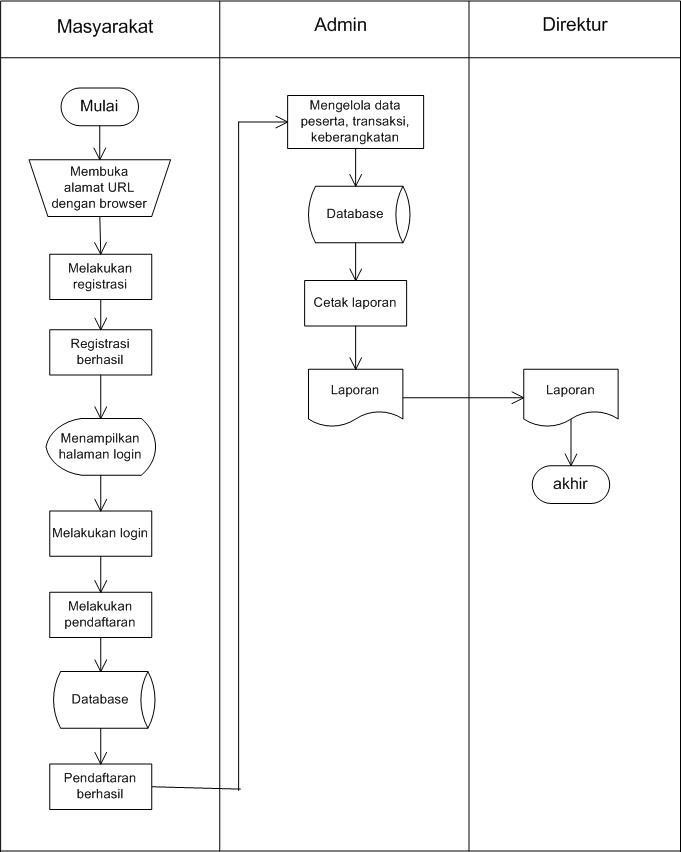 Masyarakat
Admin
Direktur
Mulai
Membuka
alamat URL
dengan browser
Melakukan
registrasi
Registrasi
berhasil
Menampilkan
halaman login
Melakukan login
Melakukan
pendaftaran
Database
Pendaftaran
berhasil
Mengelola data
peserta, transaksi,
keberangkatan
Database
Cetak laporan
Laporan
Laporan
akhir